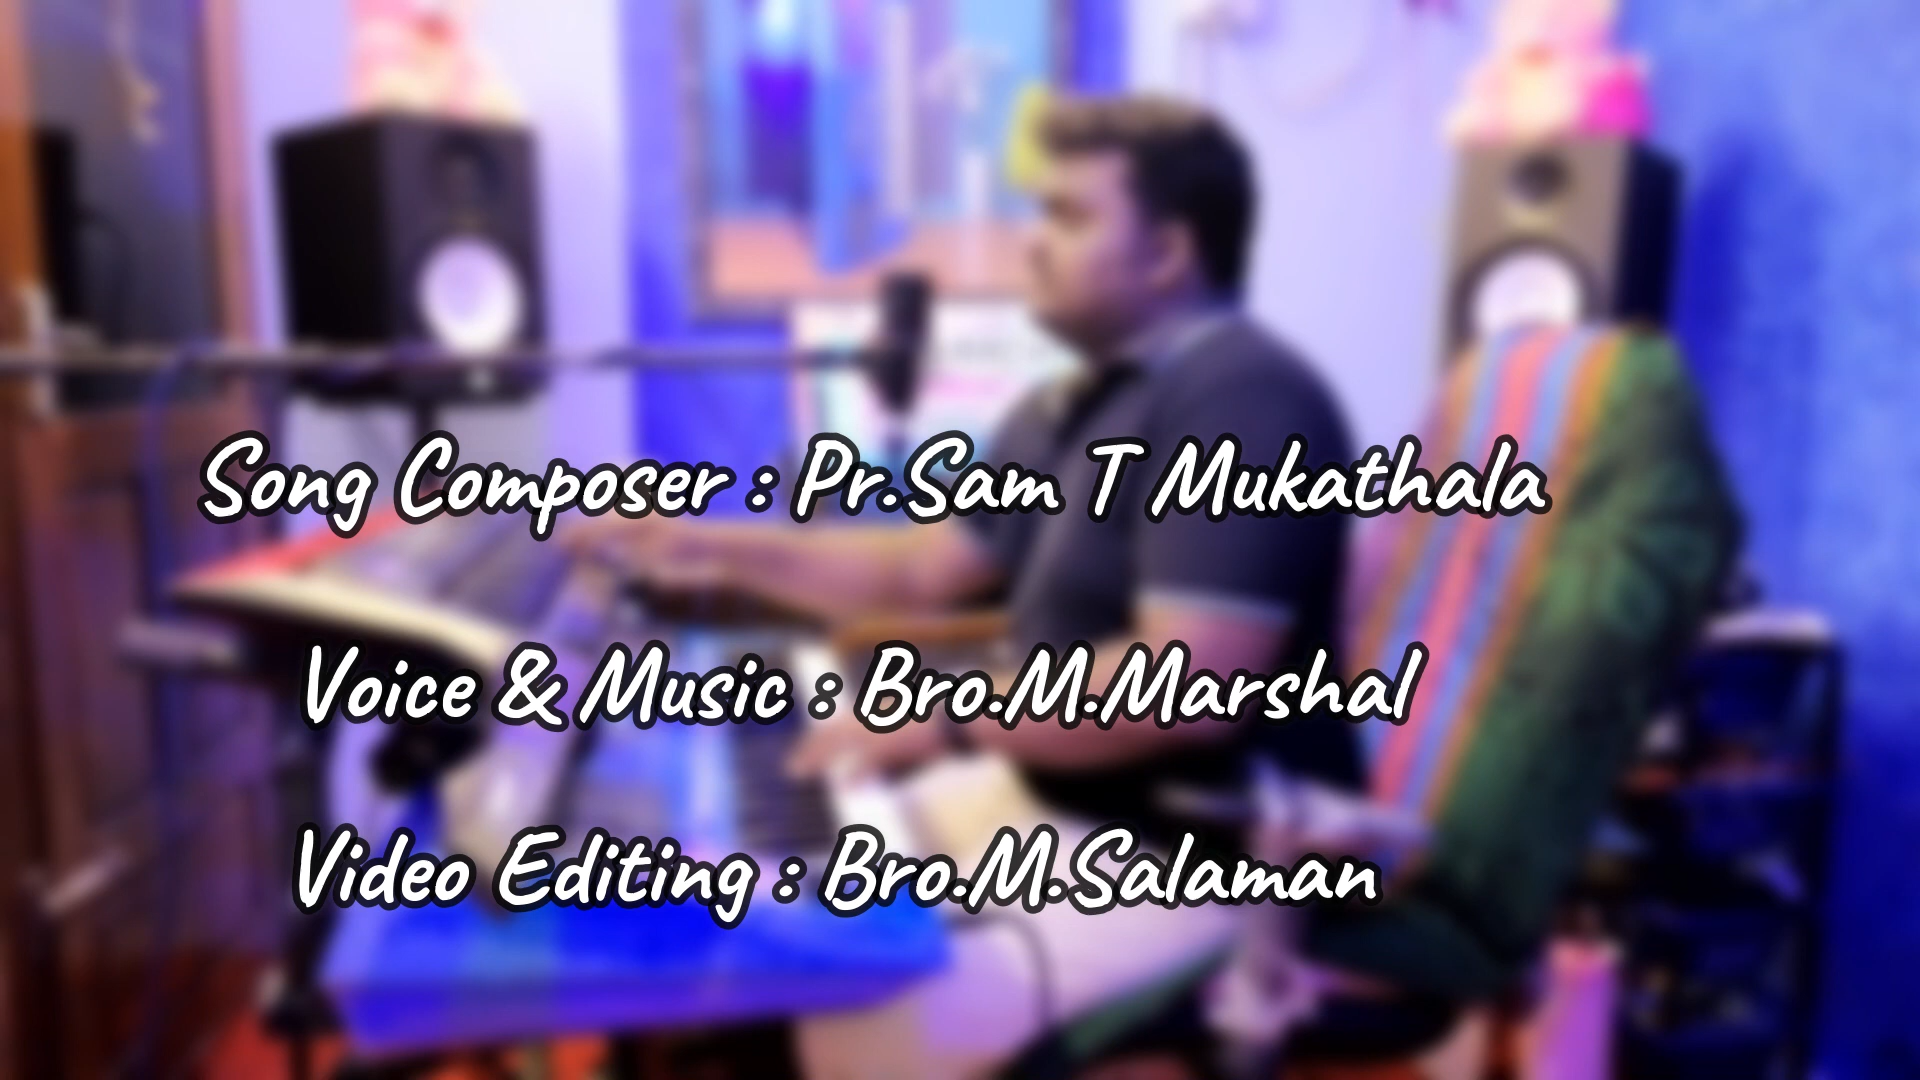 Song Composer : Pr.Sam T Mukathala
Voice & Music : Bro.M.Marshal
Video Editing : Bro.M.Salaman